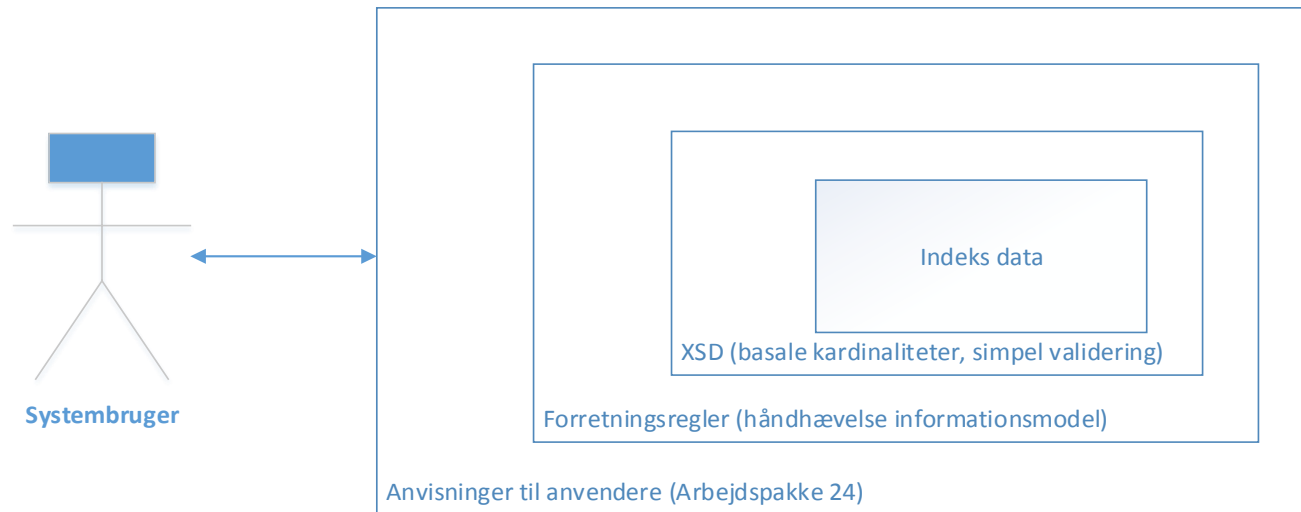 Indeks data
XSD (basale kardinaliteter, simpel validering)
Systembruger
Forretningsregler (håndhævelse informationsmodel)
Anvisninger til anvendere (Arbejdspakke 24)